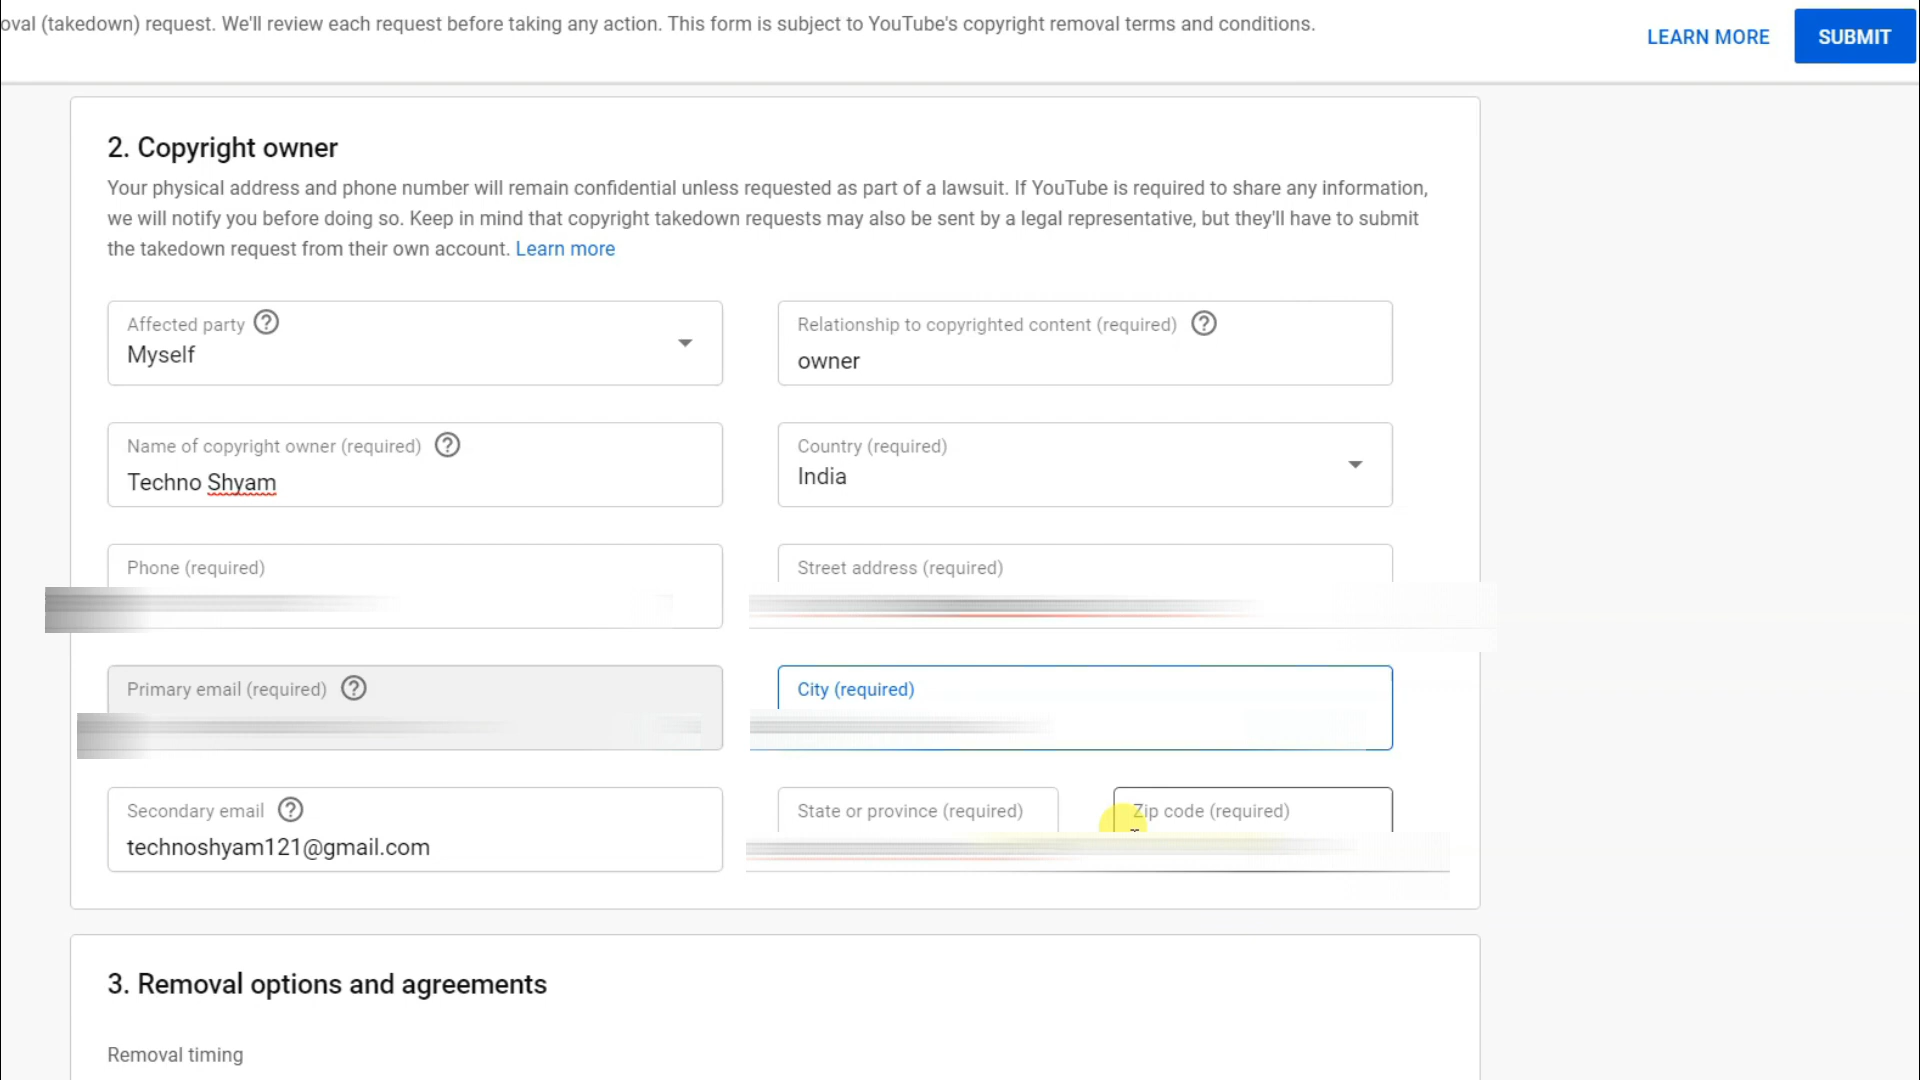 oval (takedown) request. We'll review each request before taking any action. This form is subject to YouTube's copyright removal terms and conditions.
LEARN MORE
SUBMIT
2. Copyright owner
Your physical address and phone number will remain confidential unless requested as part of a lawsuit. If YouTube is required to share any information,
we will notify you before doing so. Keep in mind that copyright takedown requests may also be sent by a legal representative, but they'll have to submit
the takedown request from their own account. Learn more
Affected party
Myself
Relationship to copyrighted content (required)
owner
Name of copyright owner (required)
Techno Shyam
Country (required)
India
Phone (required)
Street address (required)
Primary email (required)
City (required)
Secondary email
technoshyam121@gmail.com
State or province (required)
Zip code (required)
3. Removal options and agreements
Removal timing